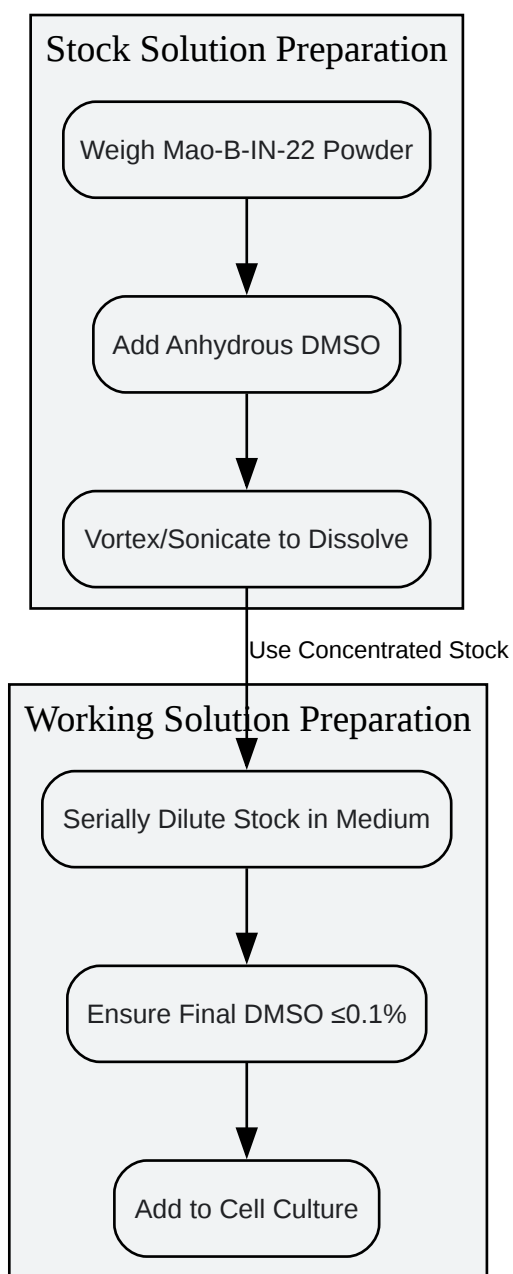 Stock Solution Preparation
Weigh Mao-B-IN-22 Powder
Add Anhydrous DMSO
Vortex/Sonicate to Dissolve
Use Concentrated Stock
Working Solution Preparation
Serially Dilute Stock in Medium
Ensure Final DMSO ≤0.1%
Add to Cell Culture